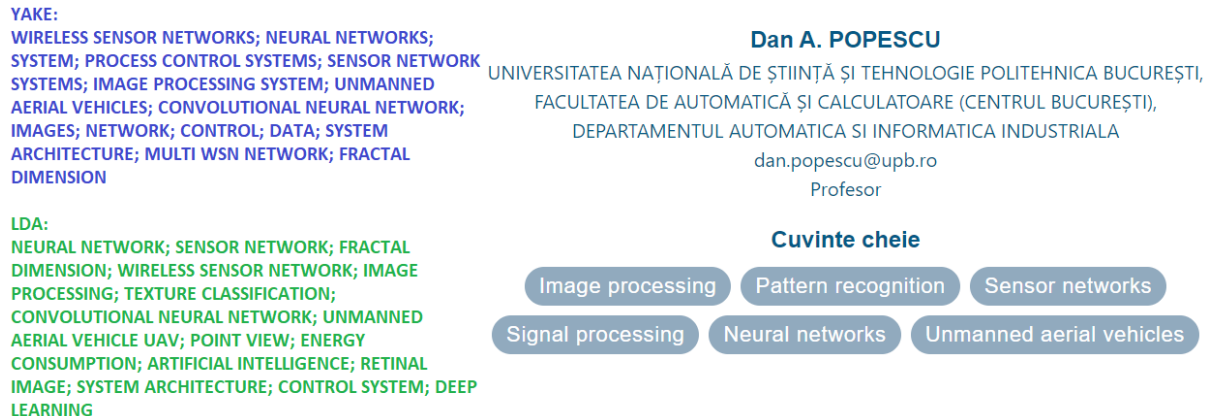 YAKE:
WIRELESS SENSOR NETWORKS; NEURAL NETWORKS;
SYSTEM; PROCESS CONTROL SYSTEMS; SENSOR NETWORK
SYSTEMS; IMAGE PROCESSING SYSTEM; UNMANNED
AERIAL VEHICLES; CONVOLUTIONAL NEURAL NETWORK;
IMAGES; NETWORK; CONTROL; DATA; SYSTEM
ARCHITECTURE; MULTI WSN NETWORK; FRACTAL
DIMENSION
LDA:
NEURAL NETWORK; SENSOR NETWORK; FRACTAL
DIMENSION; WIRELESS SENSOR NETWORK; IMAGE
PROCESSING; TEXTURE CLASSIFICATION;
CONVOLUTIONAL NEURAL NETWORK; UNMANNED
AERIAL VEHICLE UAV; POINT VIEW; ENERGY
CONSUMPTION; ARTIFICIAL INTELLIGENCE; RETINAL
IMAGE; SYSTEM ARCHITECTURE; CONTROL SYSTEM; DEEP
LEARNING
Dan A. POPESCU
UNIVERSITATEA NAȚIONALĂ DE ȘTIINȚĂ ȘI TEHNOLOGIE POLITEHNICA BUCUREȘTI,
FACULTATEA DE AUTOMATICĂ ȘI CALCULATOARE (CENTRUL BUCUREȘTI),
DEPARTAMENTUL AUTOMATICA SI INFORMATICA INDUSTRIALA
dan.popescu@upb.ro
Profesor
Cuvinte cheie
Image processing Pattern recognition Sensor networks
Signal processing Neural networks Unmanned aerial vehicles